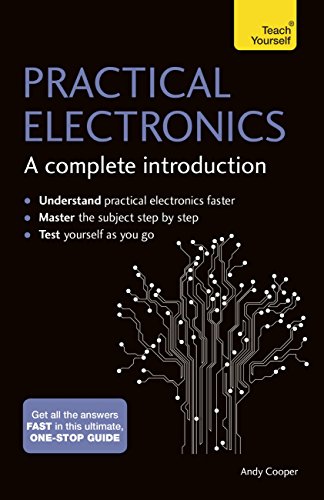 Teach
Yourself®
PRACTICAL
ELECTRONICS
A complete introduction
• Understand practical electronics faster
• Master the subject step by step
• Test yourself as you go
Get all the answers
FAST in this ultimate,
ONE-STOP GUIDE
Andy Cooper